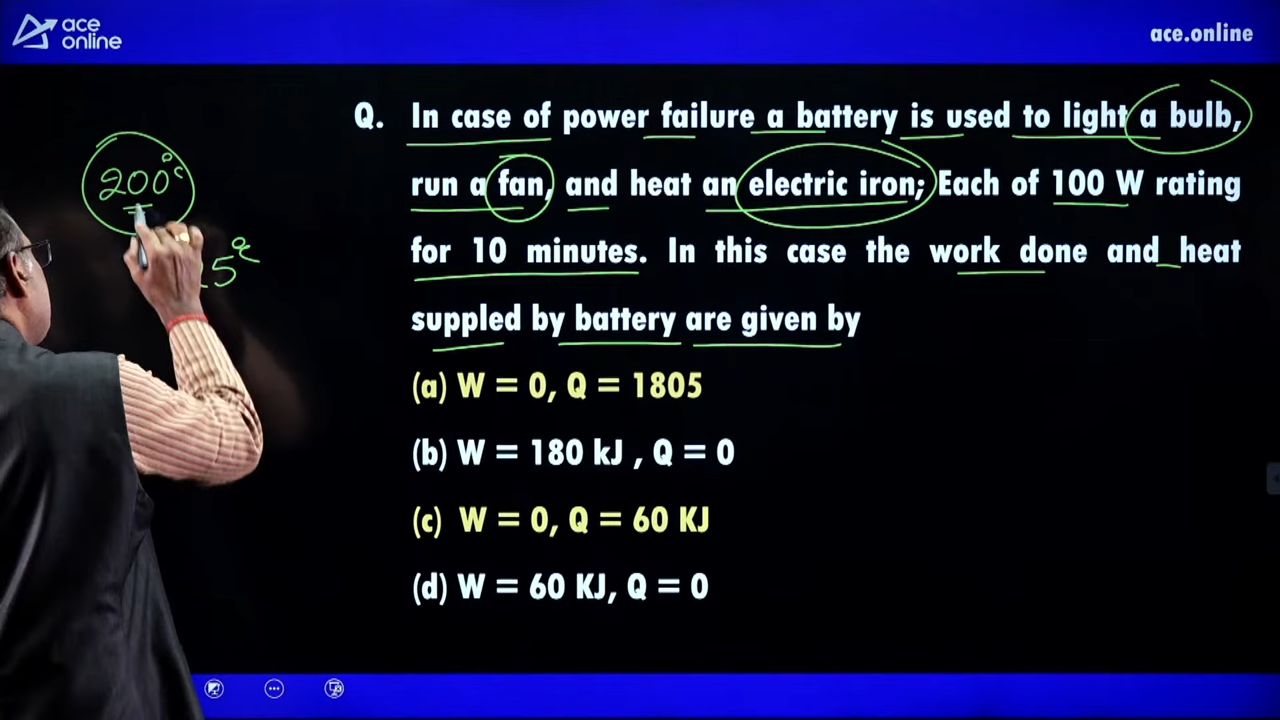 ace
online
ace.online
Q. In case of power failure a battery is used to light a bulb,
run a fan, and heat an electric iron; Each of 100 W rating
for 10 minutes. In this case the work done and heat
suppled by battery are given by
(a) W = 0, Q = 1805
(b) W = 180 kJ , Q = 0
(c) W = 0, Q = 60 KJ
(d) W = 60 KJ, Q = 0
200°C